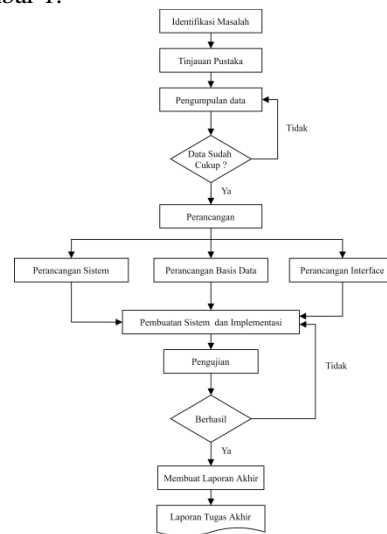 Identifikasi Masalah
Tinjauan Pustaka
Pengumpulan data
Tidak
Data Sudah
Cukup ?
Ya
Perancangan
Perancangan Sistem
Perancangan Basis Data
Perancangan Interface
Pembuatan Sistem dan Implementasi
Pengujian
Tidak
Berhasil
Ya
Membuat Laporan Akhir
Laporan Tugas Akhir